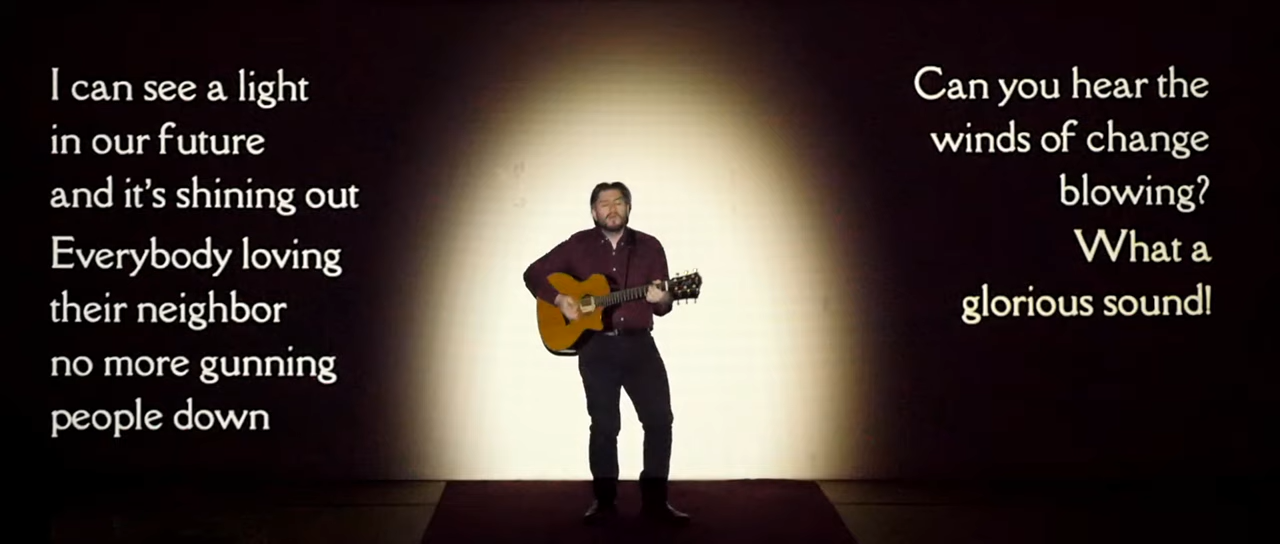 I can see a light
in our future
and it's shining out
Everybody loving
their neighbor
no more gunning
people down
Can you hear the
winds of change
blowing?
What a
glorious sound!